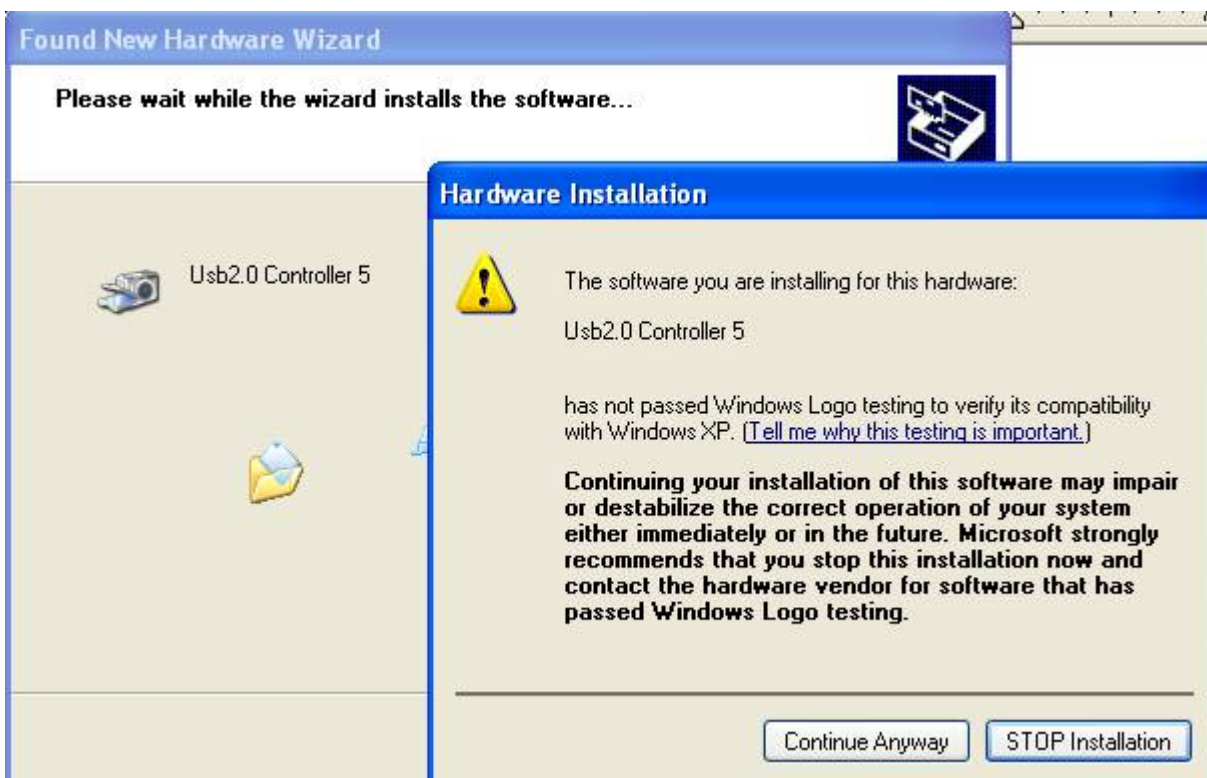 Found New Hardware Wizard
Please wait while the wizard installs the software...
Usb2.0 Controller 5
Hardware Installation
The software you are installing for this hardware:
Usb2.0 Controller 5
has not passed Windows Logo testing to verify its compatibility
with Windows XP. (Tell me why this testing is important.)
Continuing your installation of this software may impair
or destabilize the correct operation of your system
either immediately or in the future. Microsoft strongly
recommends that you stop this installation now and
contact the hardware vendor for software that has
passed Windows Logo testing.
Continue Anyway
STOP Installation